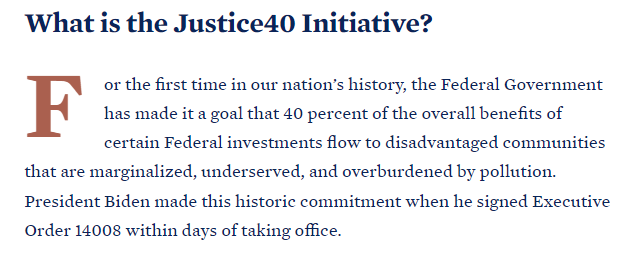 What is the Justice40 Initiative?
For the first time in our nation’s history, the Federal Government
has made it a goal that 40 percent of the overall benefits of
certain Federal investments flow to disadvantaged communities
that are marginalized, underserved, and overburdened by pollution.
President Biden made this historic commitment when he signed Executive
Order 14008 within days of taking office.